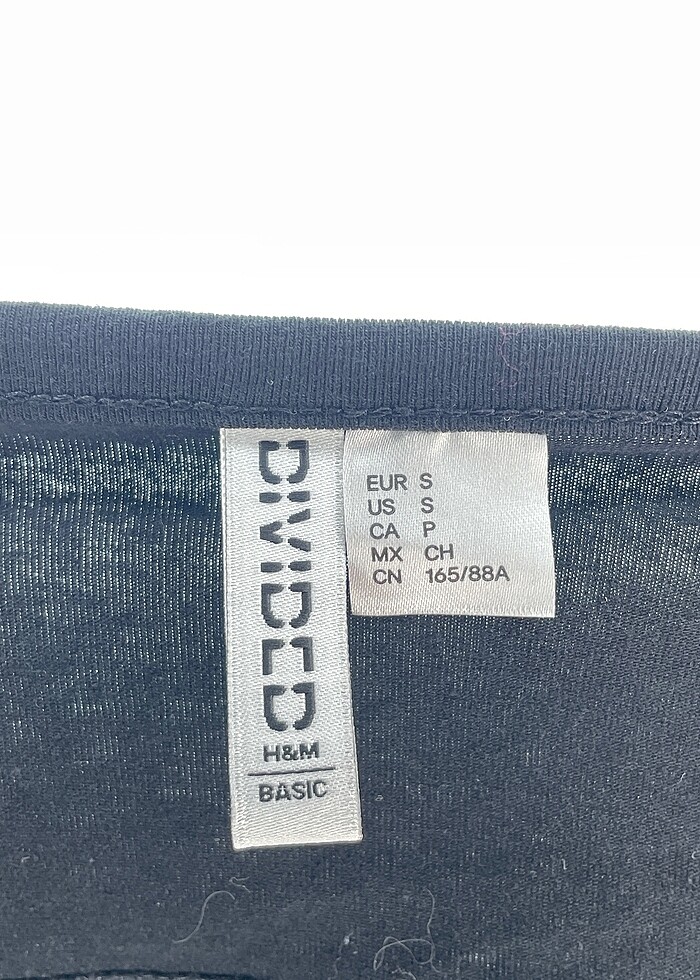 DIVIDED
H&M
BASIC
EUR S
US S
CA P
MX CH
CN 165/88A